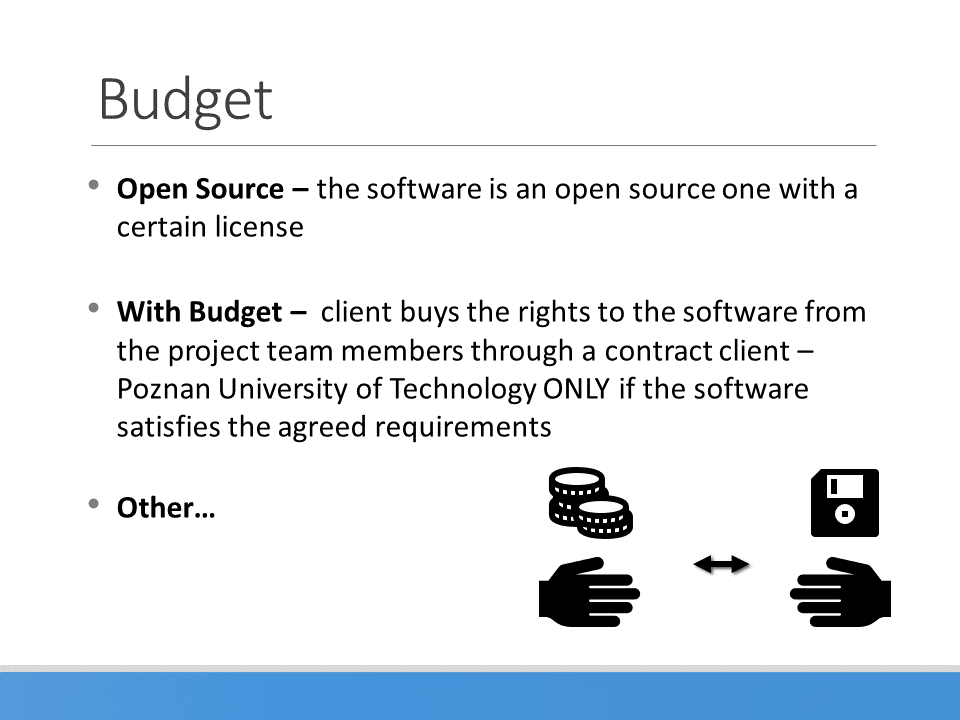 Budget
• Open Source – the software is an open source one with a
certain license
• With Budget –  client buys the rights to the software from
the project team members through a contract client –
Poznan University of Technology ONLY if the software
satisfies the agreed requirements
• Other…